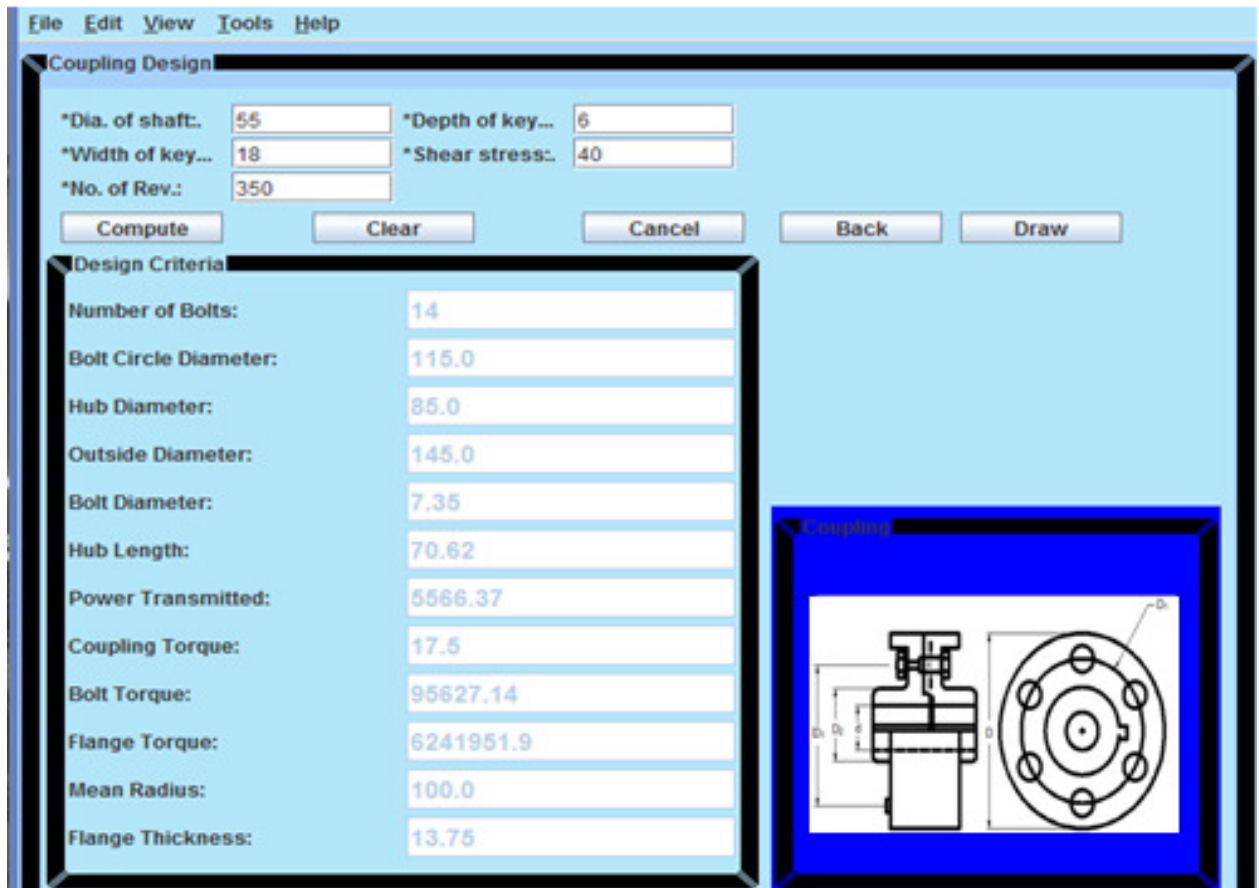 File Edit View Tools Help
Coupling Design
*Dia. of shaft:. 55 *Depth of key... 6
*Width of key... 18 *Shear stress:. 40
*No. of Rev.: 350
Compute Clear Cancel Back Draw
Design Criteria
Number of Bolts: 14
Bolt Circle Diameter: 115.0
Hub Diameter: 85.0
Outside Diameter: 145.0
Bolt Diameter: 7.35
Hub Length: 70.62
Power Transmitted: 5566.37
Coupling Torque: 17.5
Bolt Torque: 95627.14
Flange Torque: 6241951.9
Mean Radius: 100.0
Flange Thickness: 13.75
Coupling
D₁
D